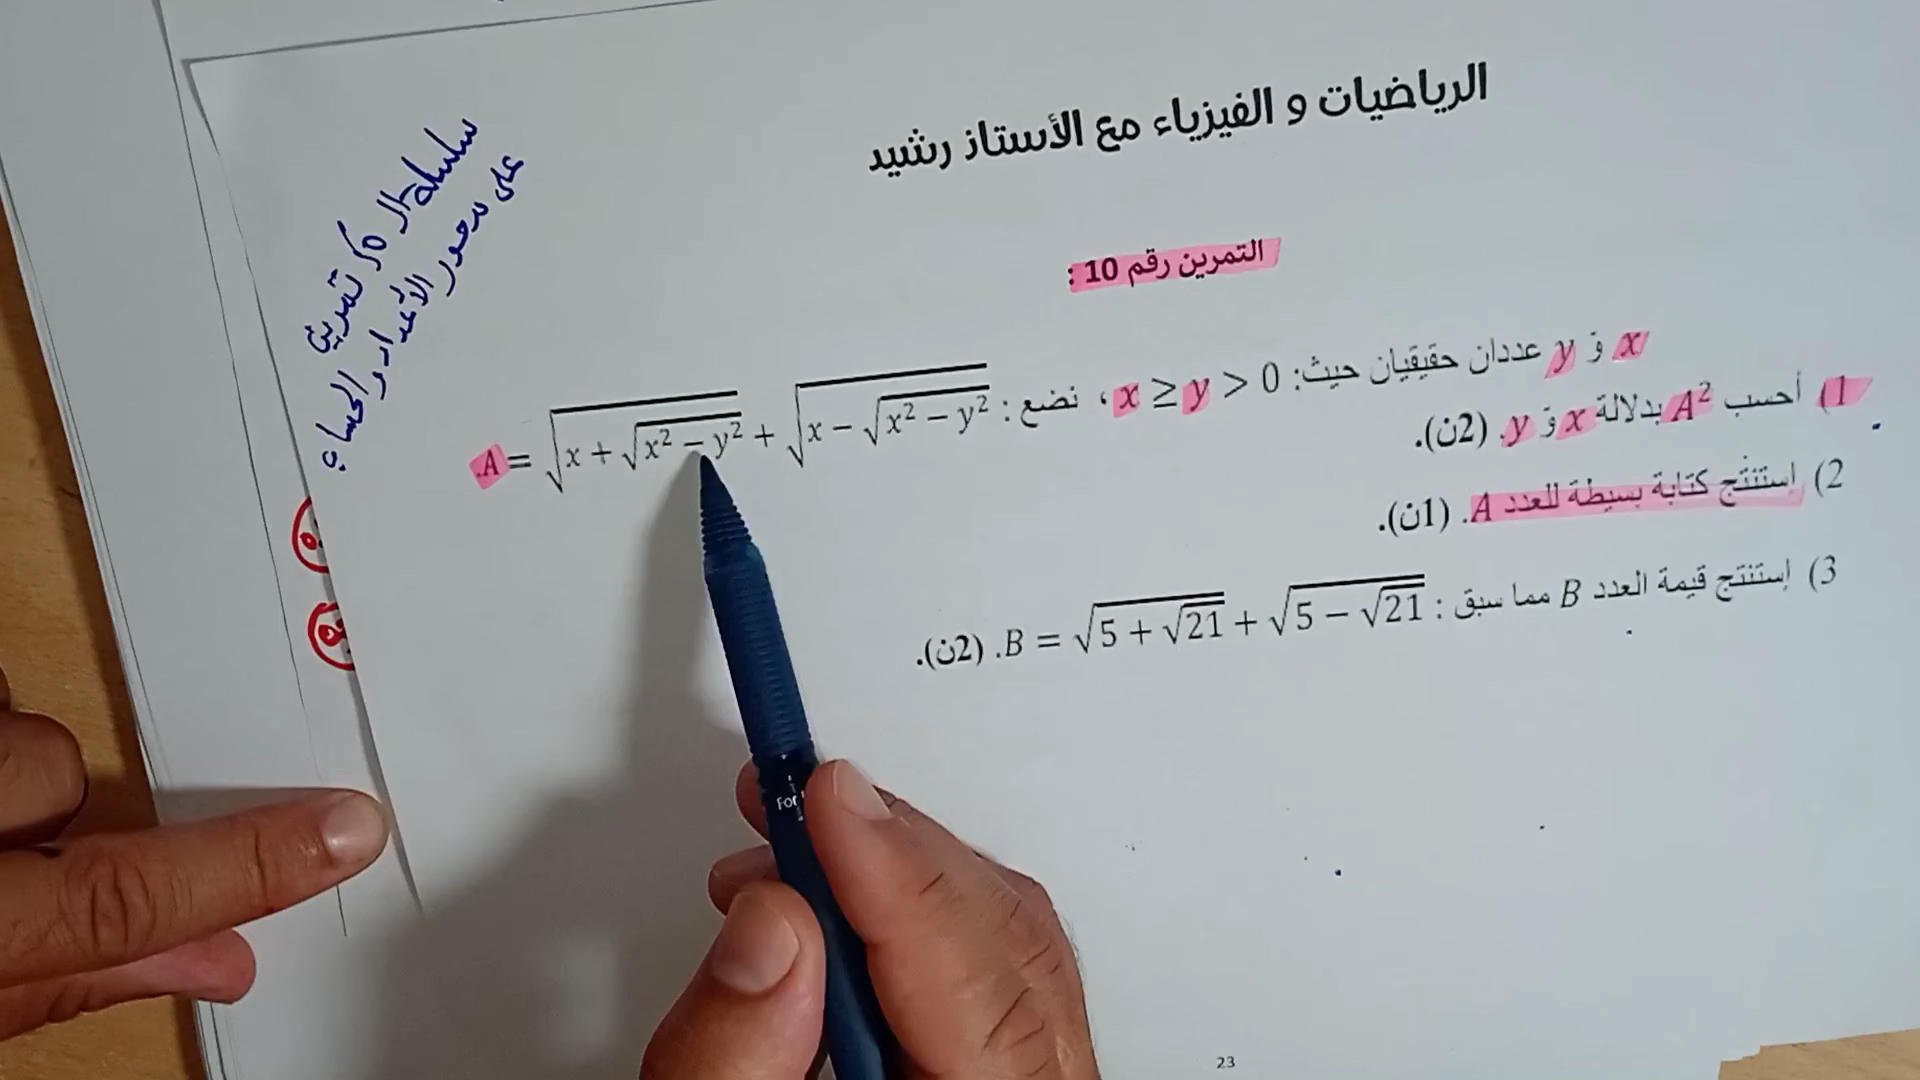 الرياضيات و الفيزياء مع الأستاذ رشيد
سلسلة الـ 50 تمرين
على محور الأعداد و الحساب
التمرين رقم 10 :
x وَ y عددان حقيقيان حيث: x ≥ y > 0 ، نضع : A = √(x + √(x² − y²)) + √(x − √(x² − y²)).
1) أحسب A² بدلالة x وَ y. (2ن).
2) إستنتج كتابة بسيطة للعدد A. (1ن).
3) إستنتج قيمة العدد B مما سبق : B = √(5 + √21) + √(5 − √21). (2ن).
For
23